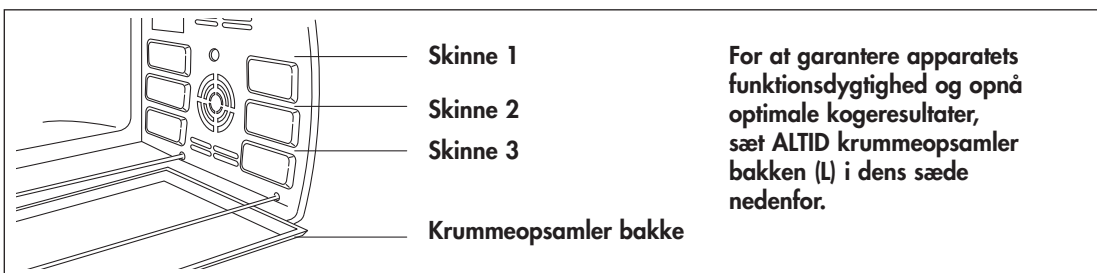 Skinne 1
Skinne 2
Skinne 3
Krummeopsamler bakke
For at garantere apparatets
funktionsdygtighed og opnå
optimale kogeresultater,
sæt ALTID krummeopsamler
bakken (L) i dens sæde
nedenfor.